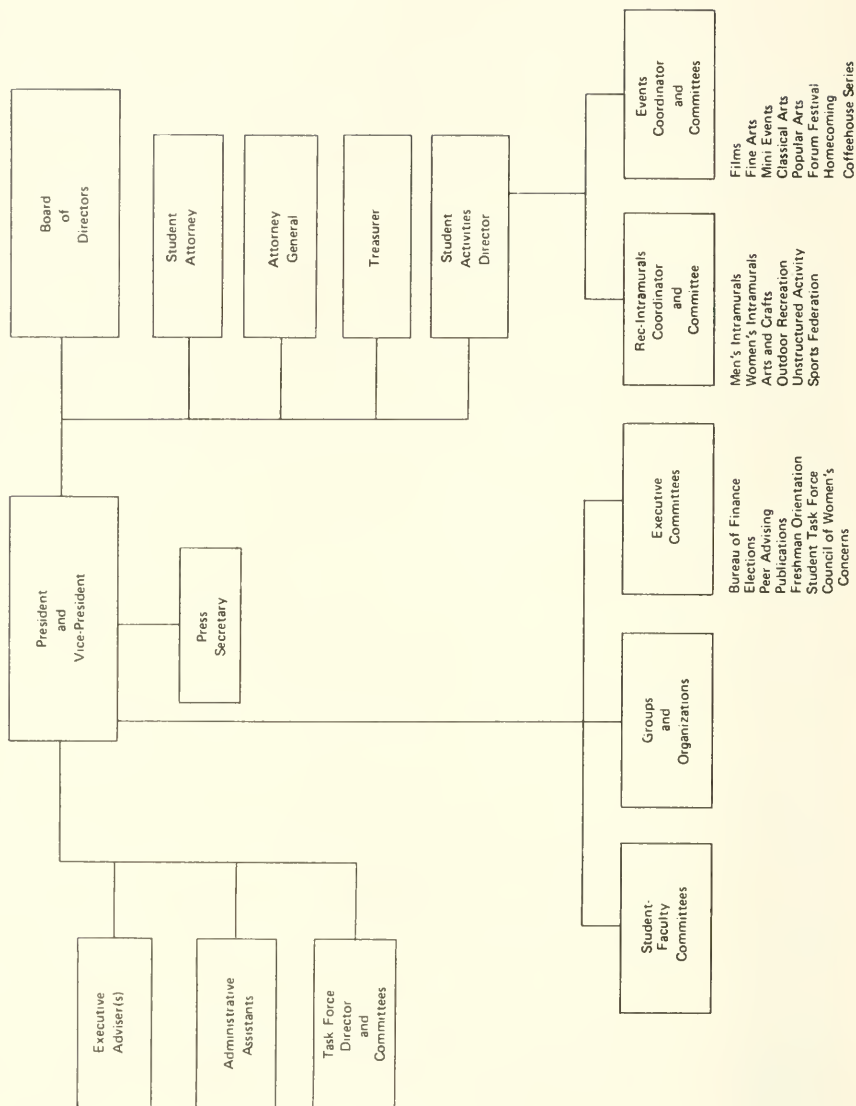 Executive
Adviser(s)
Administrative
Assistants
Task Force
Director
and
Committees
President
and
Vice-President
Press
Secretary
Board
of
Directors
Student
Attorney
Attorney
General
Treasurer
Student
Activities
Director
Student-
Faculty
Committees
Groups
and
Organizations
Executive
Committees
Bureau of Finance
Elections
Peer Advising
Publications
Freshman Orientation
Student Task Force
Council of Women's
Concerns
Rec-Intramurals
Coordinator
and
Committee
Men's Intramurals
Women's Intramurals
Arts and Crafts
Outdoor Recreation
Unstructured Activity
Sports Federation
Events
Coordinator
and
Committees
Films
Fine Arts
Mini Events
Classical Arts
Popular Arts
Forum Festival
Homecoming
Coffeehouse Series